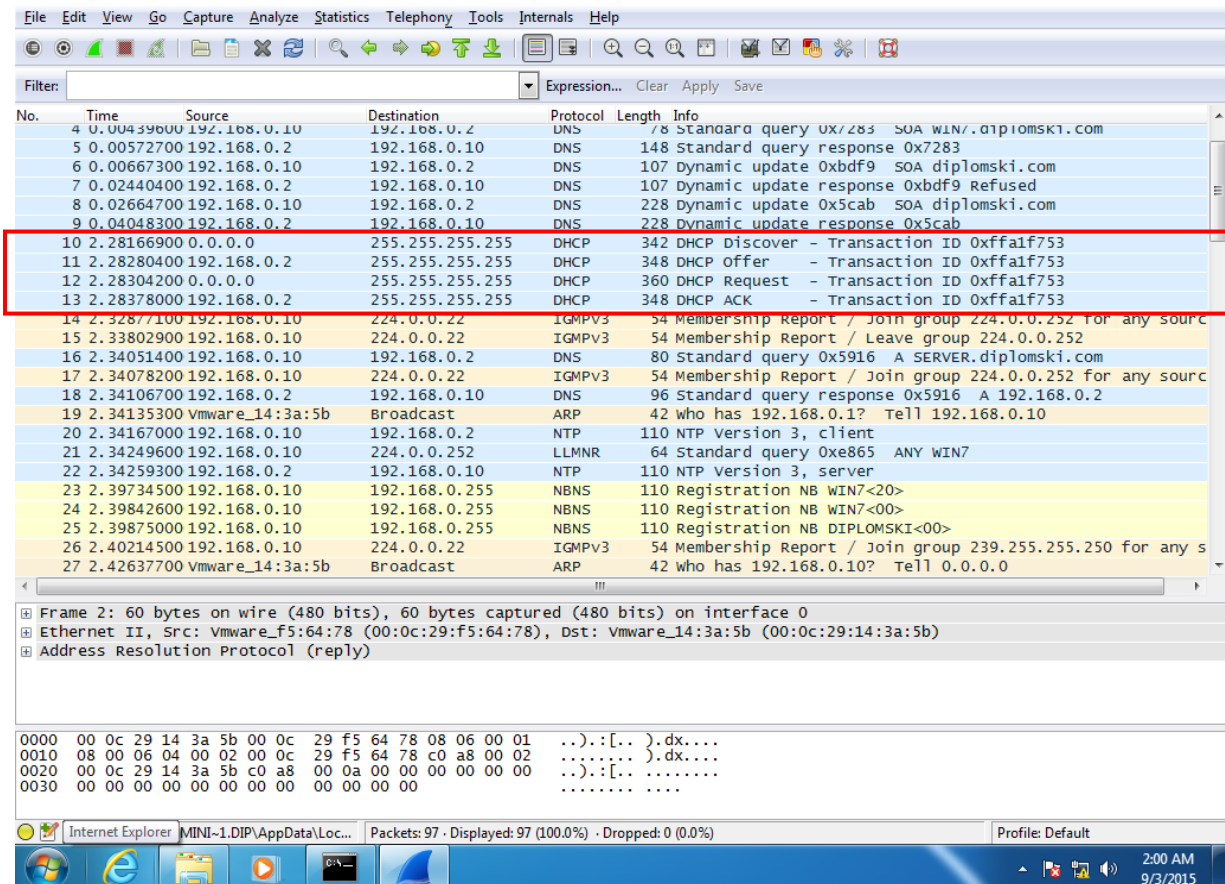 File Edit View Go Capture Analyze Statistics Telephony Tools Internals Help
Filter: Expression... Clear Apply Save
No. Time Source Destination Protocol Length Info
4 0.00439600 192.168.0.10 192.168.0.2 DNS 78 Standard query 0x7283 SOA WIN7.diplomski.com
5 0.00572700 192.168.0.2 192.168.0.10 DNS 148 Standard query response 0x7283
6 0.00667300 192.168.0.10 192.168.0.2 DNS 107 Dynamic update 0xbdf9 SOA diplomski.com
7 0.02440400 192.168.0.2 192.168.0.10 DNS 107 Dynamic update response 0xbdf9 Refused
8 0.02664700 192.168.0.10 192.168.0.2 DNS 228 Dynamic update 0x5cab SOA diplomski.com
9 0.04048300 192.168.0.2 192.168.0.10 DNS 228 Dynamic update response 0x5cab
10 2.28166900 0.0.0.0 255.255.255.255 DHCP 342 DHCP Discover - Transaction ID 0xffa1f753
11 2.28280400 192.168.0.2 255.255.255.255 DHCP 348 DHCP Offer - Transaction ID 0xffa1f753
12 2.28304200 0.0.0.0 255.255.255.255 DHCP 360 DHCP Request - Transaction ID 0xffa1f753
13 2.28378000 192.168.0.2 255.255.255.255 DHCP 348 DHCP ACK - Transaction ID 0xffa1f753
14 2.32877100 192.168.0.10 224.0.0.22 IGMPv3 54 Membership Report / Join group 224.0.0.252 for any sourc
15 2.33802900 192.168.0.10 224.0.0.22 IGMPv3 54 Membership Report / Leave group 224.0.0.252
16 2.34051400 192.168.0.10 192.168.0.2 DNS 80 Standard query 0x5916 A SERVER.diplomski.com
17 2.34078200 192.168.0.10 224.0.0.22 IGMPv3 54 Membership Report / Join group 224.0.0.252 for any sourc
18 2.34106700 192.168.0.2 192.168.0.10 DNS 96 Standard query response 0x5916 A 192.168.0.2
19 2.34135300 Vmware_14:3a:5b Broadcast ARP 42 Who has 192.168.0.1? Tell 192.168.0.10
20 2.34167000 192.168.0.10 192.168.0.2 NTP 110 NTP Version 3, client
21 2.34249600 192.168.0.10 224.0.0.252 LLMNR 64 Standard query 0xe865 ANY WIN7
22 2.34259300 192.168.0.2 192.168.0.10 NTP 110 NTP Version 3, server
23 2.39734500 192.168.0.10 192.168.0.255 NBNS 110 Registration NB WIN7<20>
24 2.39842600 192.168.0.10 192.168.0.255 NBNS 110 Registration NB WIN7<00>
25 2.39875000 192.168.0.10 192.168.0.255 NBNS 110 Registration NB DIPLOMSKI<00>
26 2.40214500 192.168.0.10 224.0.0.22 IGMPv3 54 Membership Report / Join group 239.255.255.250 for any s
27 2.42637700 Vmware_14:3a:5b Broadcast ARP 42 Who has 192.168.0.10? Tell 0.0.0.0
Frame 2: 60 bytes on wire (480 bits), 60 bytes captured (480 bits) on interface 0
Ethernet II, Src: Vmware_f5:64:78 (00:0c:29:f5:64:78), Dst: Vmware_14:3a:5b (00:0c:29:14:3a:5b)
Address Resolution Protocol (reply)
0000 00 0c 29 14 3a 5b 00 0c 29 f5 64 78 08 06 00 01 ..).:[.. ).dx....
0010 08 00 06 04 00 02 00 0c 29 f5 64 78 c0 a8 00 02 ........ ).dx....
0020 00 0c 29 14 3a 5b c0 a8 00 0a 00 00 00 00 00 00 ..).:[.. ........
0030 00 00 00 00 00 00 00 00 00 00 00 00 ........ ....
Internet Explorer MINI~1.DIP\AppData\Loc... Packets: 97 · Displayed: 97 (100.0%) · Dropped: 0 (0.0%) Profile: Default
C:\_
2:00 AM
9/3/2015